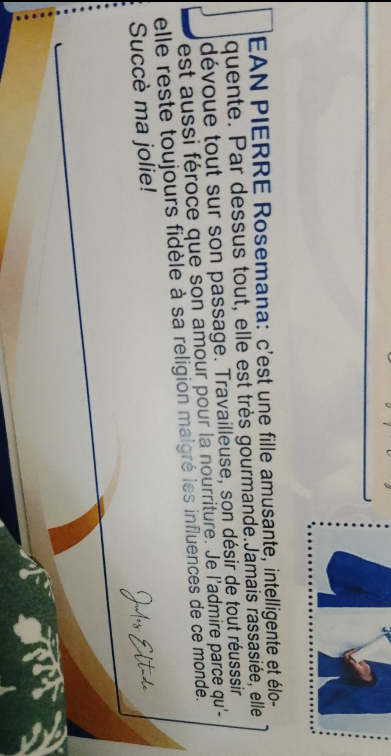 JEAN PIERRE Rosemana: c'est une fille amusante, intelligente et élo-
quente. Par dessus tout, elle est très gourmande.Jamais rassasiée, elle
dévoue tout sur son passage. Travailleuse, son désir de tout réusssir
est aussi féroce que son amour pour la nourriture. Je l'admire parce qu'-
elle reste toujours fidèle à sa religion malgré les influences de ce monde.
Succè ma jolie!